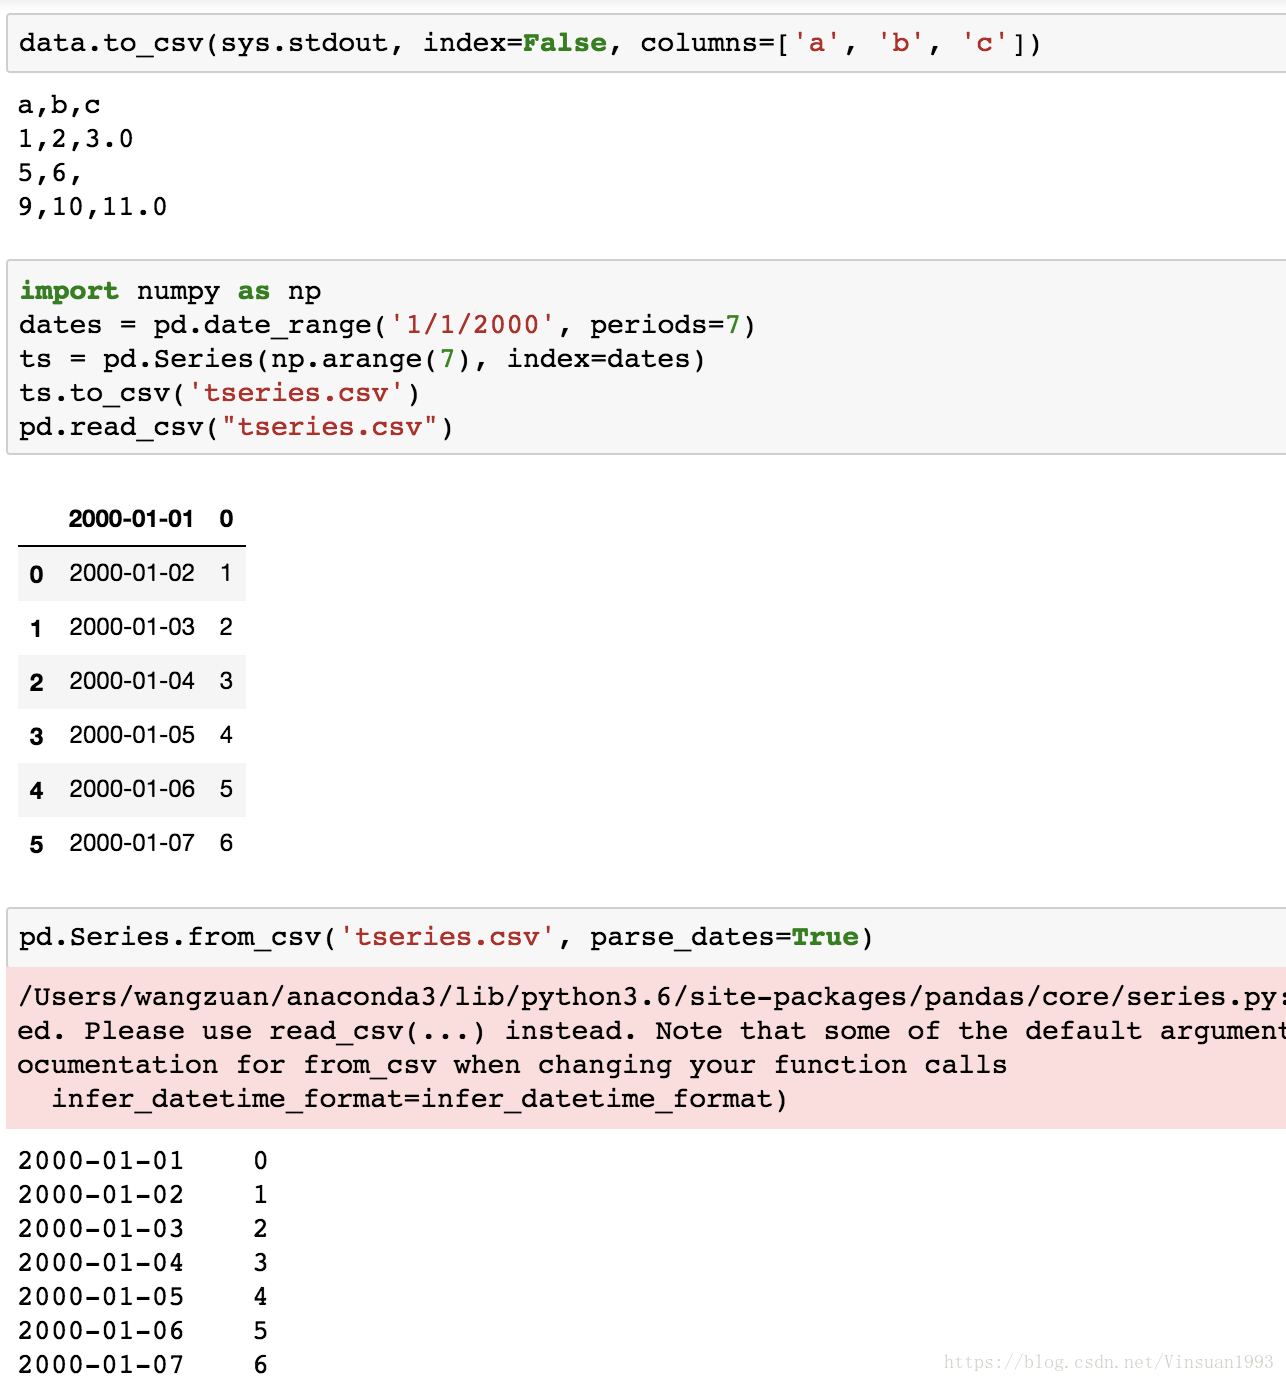 data.to_csv(sys.stdout, index=False, columns=['a', 'b', 'c'])
a,b,c
1,2,3.0
5,6,
9,10,11.0
import numpy as np
dates = pd.date_range('1/1/2000', periods=7)
ts = pd.Series(np.arange(7), index=dates)
ts.to_csv('tseries.csv')
pd.read_csv("tseries.csv")
2000-01-01 0
0 2000-01-02 1
1 2000-01-03 2
2 2000-01-04 3
3 2000-01-05 4
4 2000-01-06 5
5 2000-01-07 6
pd.Series.from_csv('tseries.csv', parse_dates=True)
/Users/wangzuan/anaconda3/lib/python3.6/site-packages/pandas/core/series.py:
ed. Please use read_csv(...) instead. Note that some of the default argument
ocumentation for from_csv when changing your function calls
infer_datetime_format=infer_datetime_format)
2000-01-01 0
2000-01-02 1
2000-01-03 2
2000-01-04 3
2000-01-05 4
2000-01-06 5
2000-01-07 6
https://blog.csdn.net/Vinsuan1993